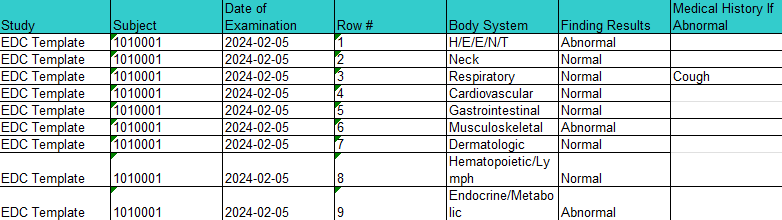 Study Subject Date of Examination Row # Body System Finding Results Medical History If Abnormal
EDC Template 1010001 2024-02-05 1 H/E/E/N/T Abnormal
EDC Template 1010001 2024-02-05 2 Neck Normal
EDC Template 1010001 2024-02-05 3 Respiratory Normal Cough
EDC Template 1010001 2024-02-05 4 Cardiovascular Normal
EDC Template 1010001 2024-02-05 5 Gastrointestinal Normal
EDC Template 1010001 2024-02-05 6 Musculoskeletal Abnormal
EDC Template 1010001 2024-02-05 7 Dermatologic Normal
EDC Template 1010001 2024-02-05 8 Hematopoietic/Lymph Normal
EDC Template 1010001 2024-02-05 9 Endocrine/Metabolic Abnormal